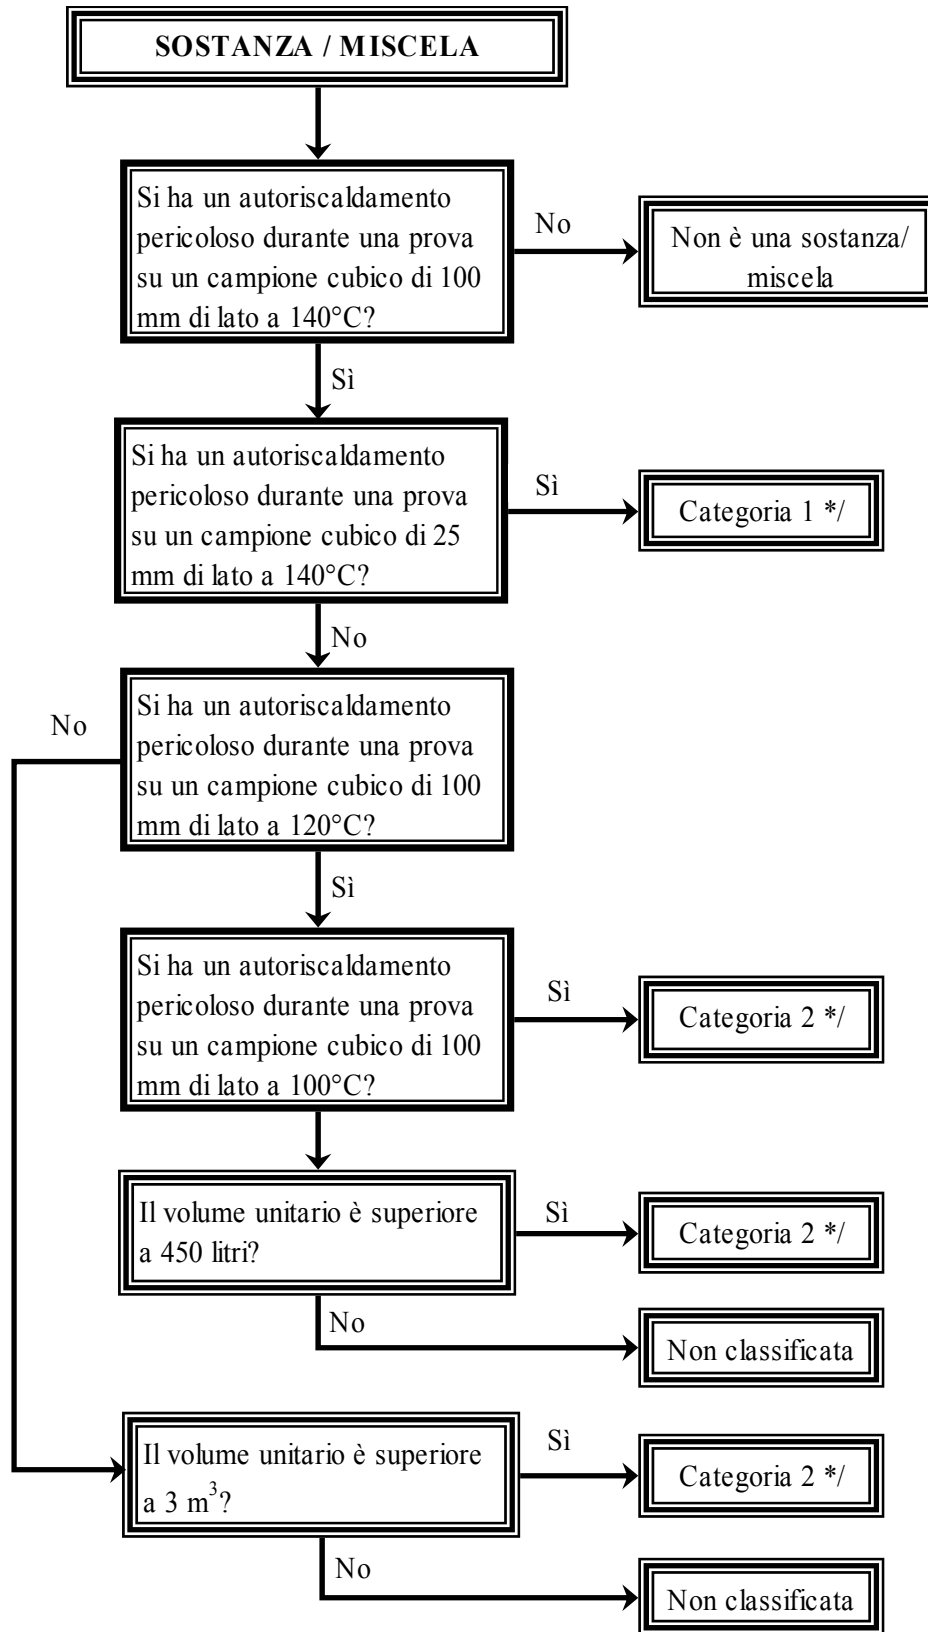 SOSTANZA / MISCELA
Si ha un autoriscaldamento
pericoloso durante una prova
su un campione cubico di 100
mm di lato a 140°C?
No
Non è una sostanza/
miscela
Sì
Si ha un autoriscaldamento
pericoloso durante una prova
su un campione cubico di 25
mm di lato a 140°C?
Sì
Categoria 1 */
No
Si ha un autoriscaldamento
pericoloso durante una prova
su un campione cubico di 100
mm di lato a 120°C?
No
Sì
Si ha un autoriscaldamento
pericoloso durante una prova
su un campione cubico di 100
mm di lato a 100°C?
Sì
Categoria 2 */
Il volume unitario è superiore
a 450 litri?
Sì
Categoria 2 */
No
Non classificata
Il volume unitario è superiore
a 3 m³?
Sì
Categoria 2 */
No
Non classificata